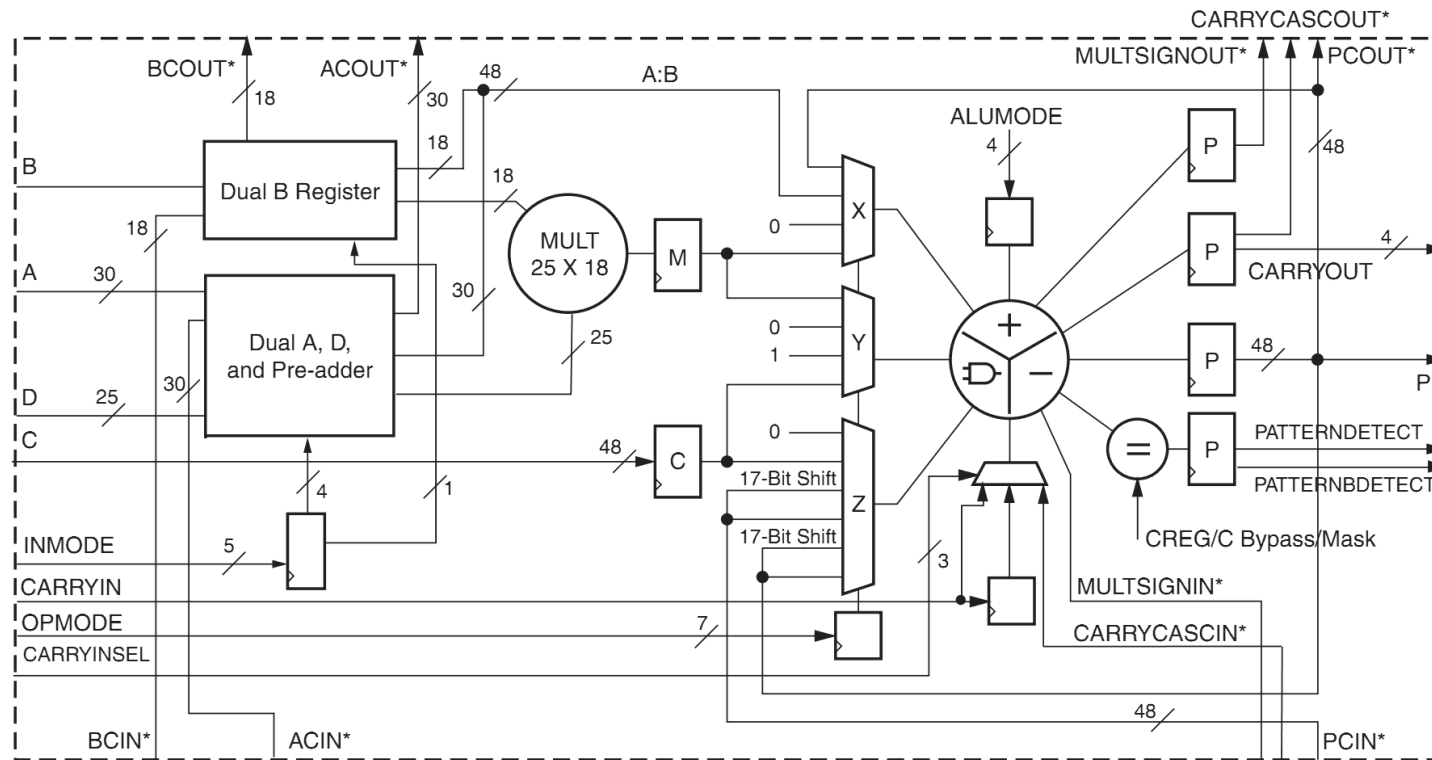 CARRYCASCOUT*
BCOUT*
ACOUT*
MULTSIGNOUT*
PCOUT*
48
A:B
18
30
ALUMODE
4
48
B
Dual B Register
18
18
P
18
MULT
25 X 18
M
X
0
P
4
CARRYOUT
A
30
30
Dual A, D,
and Pre-adder
25
0
1
Y
+
−
P
48
P
D
25
30
C
48
C
0
17-Bit Shift
17-Bit Shift
Z
=
P
PATTERNDETECT
PATTERNBDETECT
CREG/C Bypass/Mask
4
1
INMODE
5
3
CARRYIN
MULTSIGNIN*
OPMODE
7
CARRYCASCIN*
CARRYINSEL
48
BCIN*
ACIN*
PCIN*